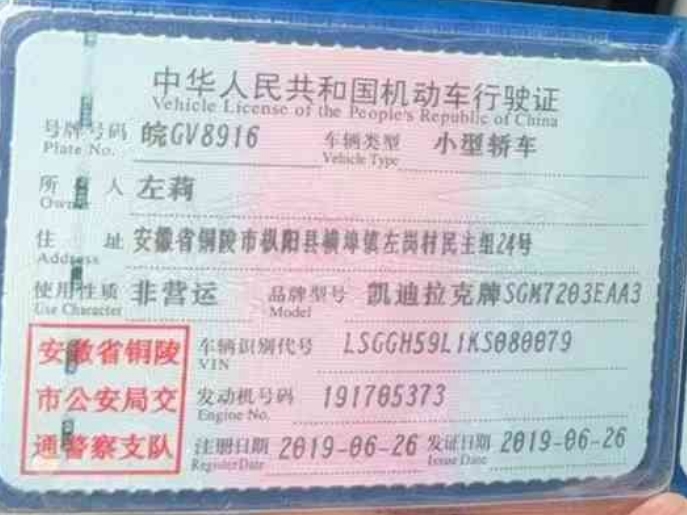 中华人民共和国机动车行驶证
Vehicle License of the People's Republic of China
号牌号码 皖GV8916 车辆类型 小型轿车
Plate No. Vehicle Type
所有人 左莉
Owner
住址 安徽省铜陵市枞阳县横埠镇左岗村民主组24号
Address
使用性质 非营运 品牌型号 凯迪拉克牌SGM7203EAA3
Use Character Model
安徽省铜陵 车辆识别代号 LSGGH59L1KS080079
VIN
市公安局交 发动机号码 191705373
Engine No.
通警察支队 注册日期 2019-06-26 发证日期 2019-06-26
Register Date Issue Date